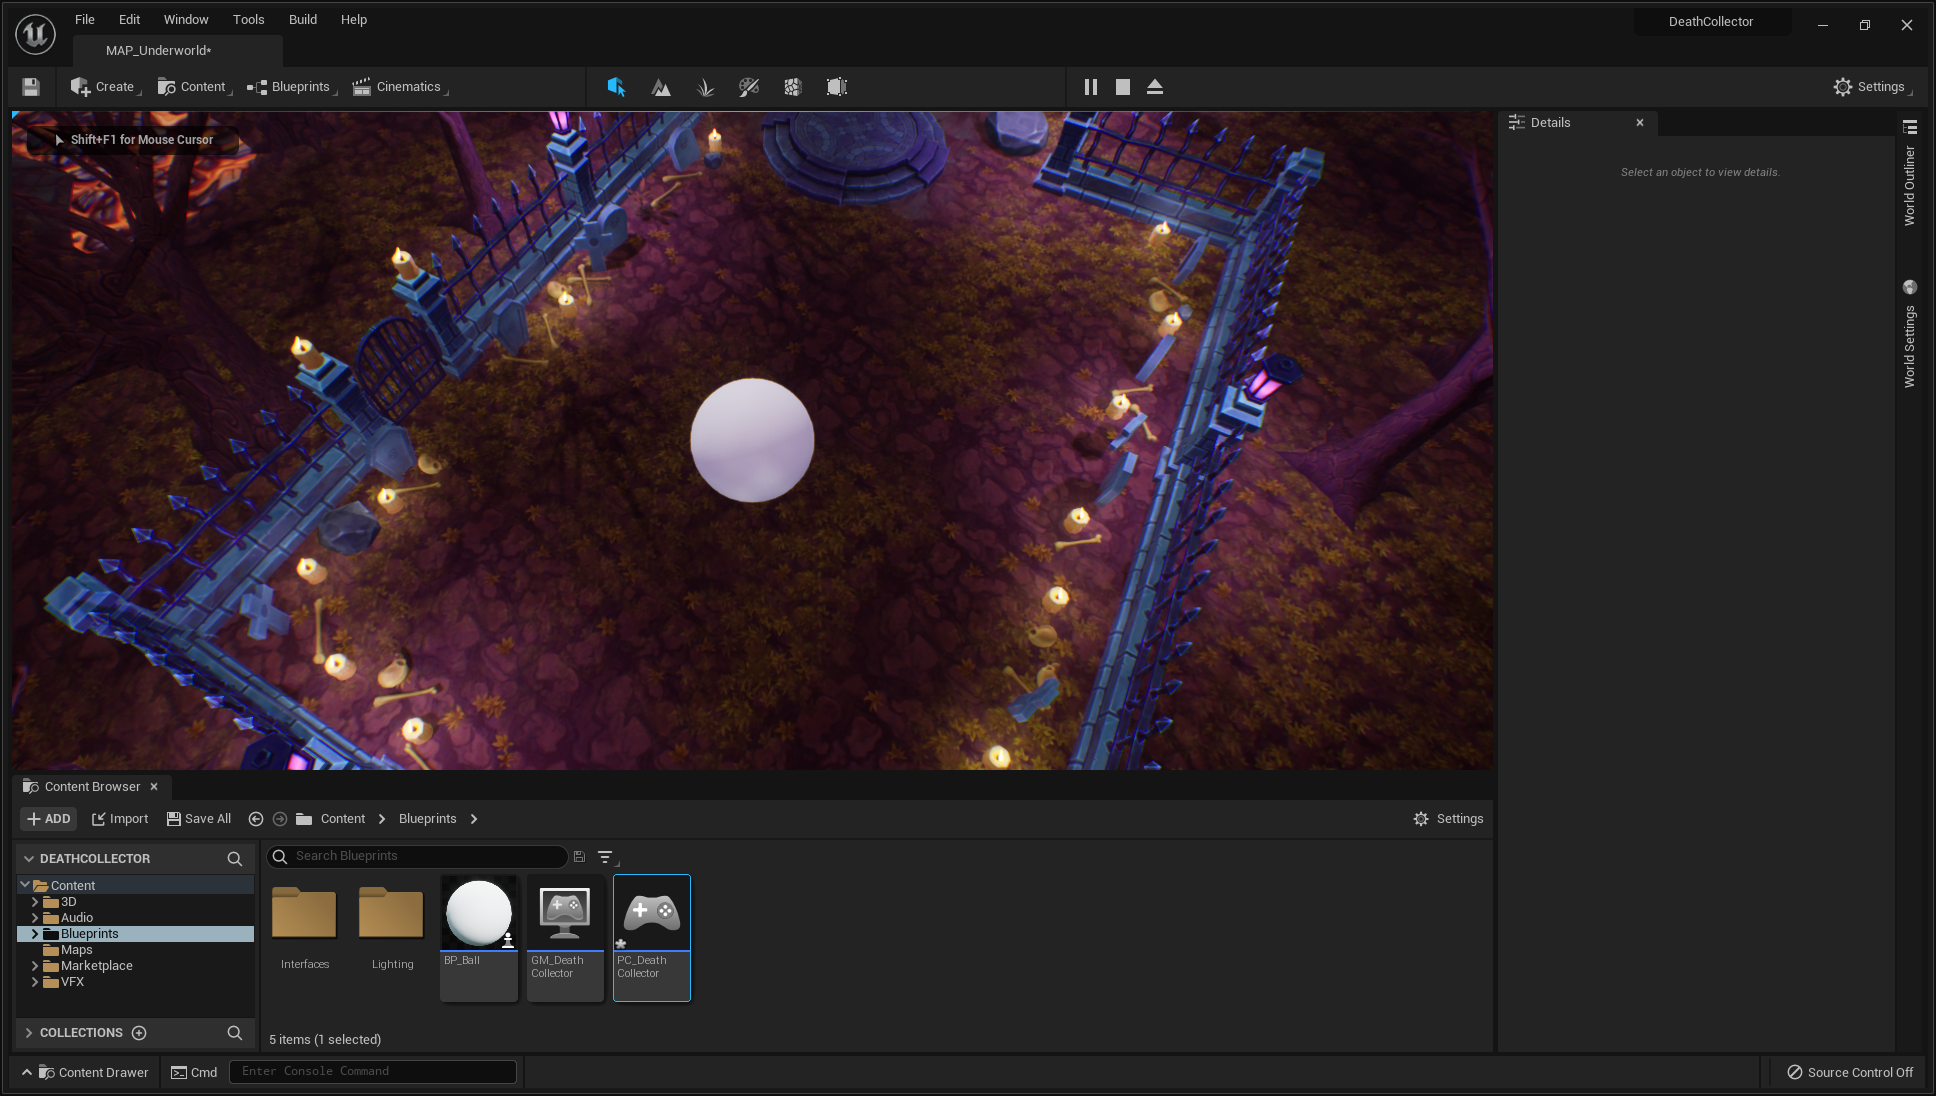 File Edit Window Tools Build Help
DeathCollector
MAP_Underworld*
Create Content Blueprints Cinematics Settings
Shift+F1 for Mouse Cursor
Details
Select an object to view details.
World Outliner
World Settings
Content Browser
ADD Import Save All Content Blueprints Settings
DEATHCOLLECTOR
Search Blueprints
Content
3D
Audio
Blueprints
Maps
Marketplace
VFX
Interfaces
Lighting
BP_Ball
GM_Death
Collector
PC_Death
Collector
COLLECTIONS
5 items (1 selected)
Content Drawer Cmd Enter Console Command Source Control Off